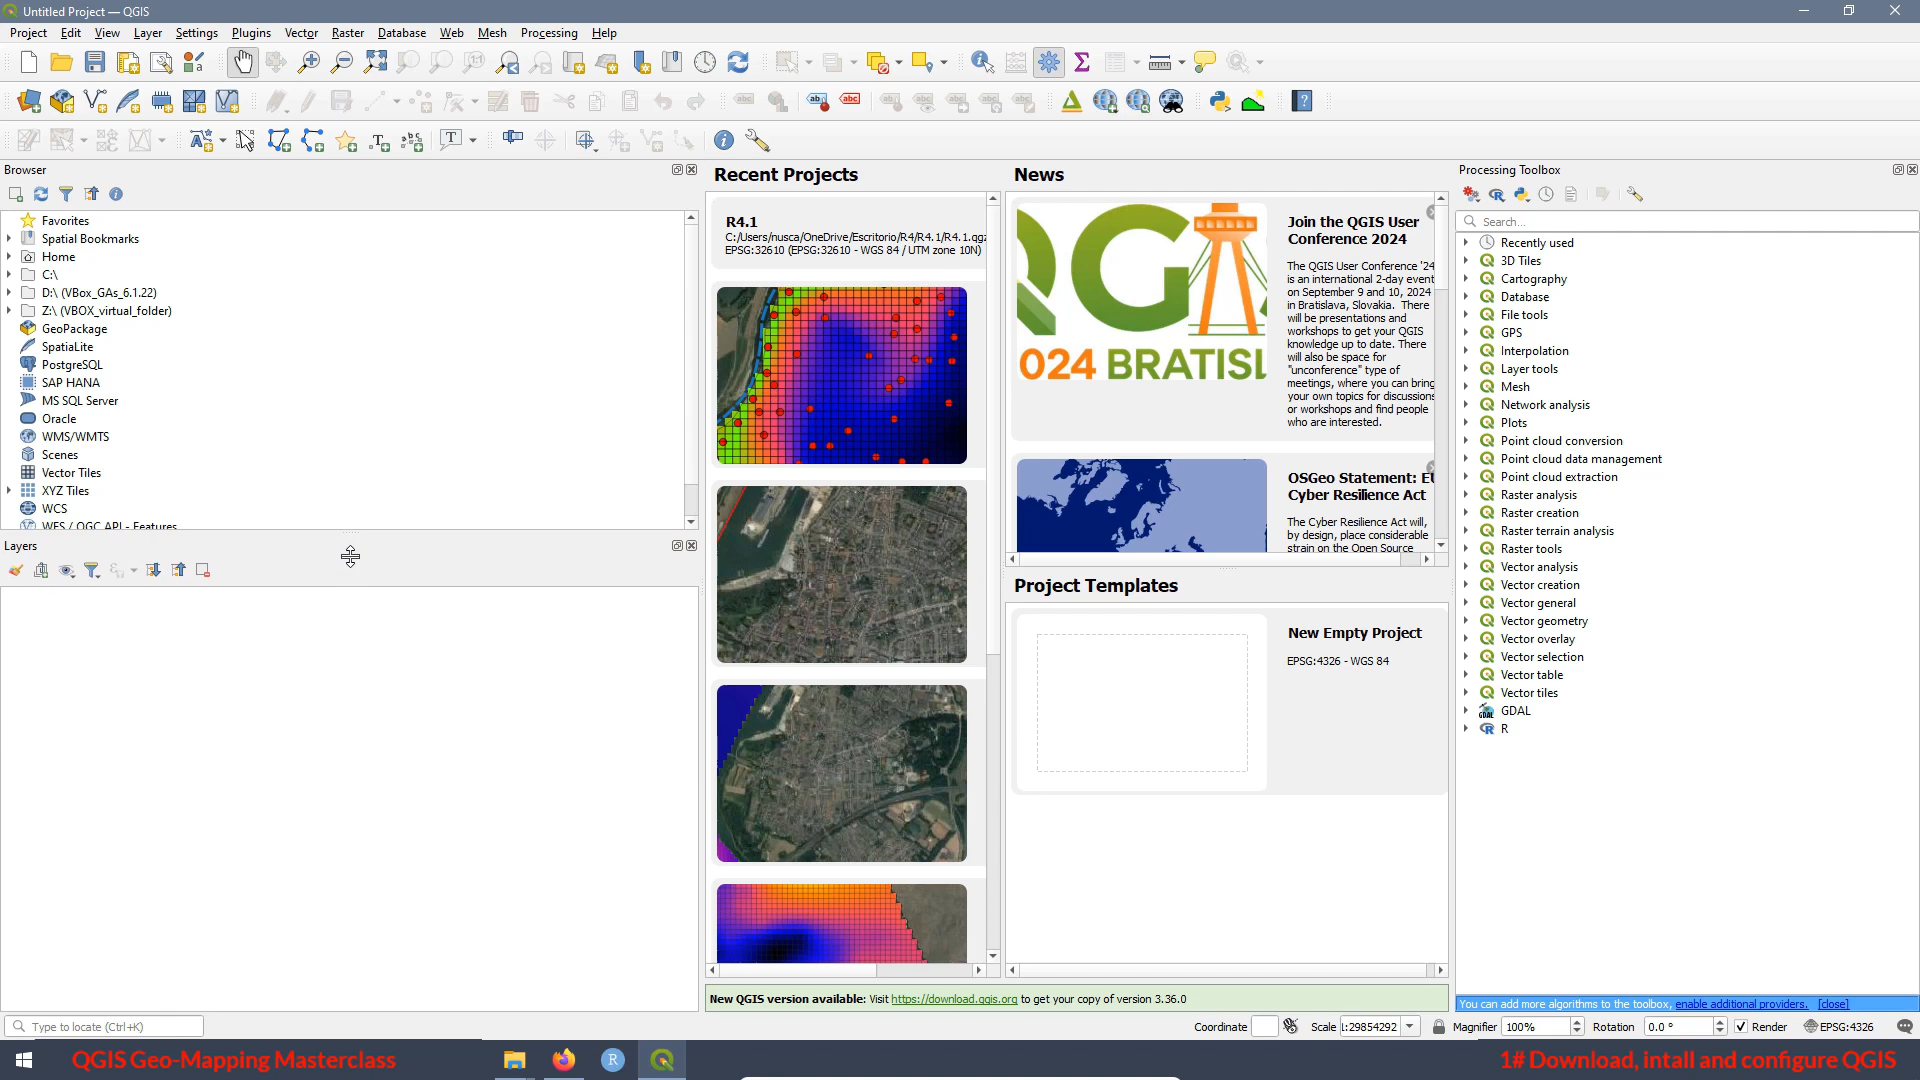 Untitled Project — QGIS
Project Edit View Layer Settings Plugins Vector Raster Database Web Mesh Processing Help
Browser
Favorites
Spatial Bookmarks
Home
C:\
D:\ (VBox_GAs_6.1.22)
Z:\ (VBOX_virtual_folder)
GeoPackage
SpatiaLite
PostgreSQL
SAP HANA
MS SQL Server
Oracle
WMS/WMTS
Scenes
Vector Tiles
XYZ Tiles
WCS
WFS / OGC API - Features
Layers
Recent Projects
R4.1
C:/Users/nusca/OneDrive/Escritorio/R4/R4.1/R4.1.qgz
EPSG:32610 (EPSG:32610 - WGS 84 / UTM zone 10N)
News
024 BRATISL
Join the QGIS User
Conference 2024
The QGIS User Conference '24
is an international 2-day event
on September 9 and 10, 2024
in Bratislava, Slovakia. There
will be presentations and
workshops to get your QGIS
knowledge up to date. There
will also be space for
"unconference" type of
meetings, where you can bring
your own topics for discussions
or workshops and find people
who are interested.
OSGeo Statement: EU
Cyber Resilience Act
The Cyber Resilience Act will,
by design, place considerable
strain on the Open Source
Project Templates
New Empty Project
EPSG:4326 - WGS 84
New QGIS version available: Visit https://download.qgis.org to get your copy of version 3.36.0
Processing Toolbox
Search...
Recently used
3D Tiles
Cartography
Database
File tools
GPS
Interpolation
Layer tools
Mesh
Network analysis
Plots
Point cloud conversion
Point cloud data management
Point cloud extraction
Raster analysis
Raster creation
Raster terrain analysis
Raster tools
Vector analysis
Vector creation
Vector general
Vector geometry
Vector overlay
Vector selection
Vector table
Vector tiles
GDAL
R
You can add more algorithms to the toolbox, enable additional providers. [close]
Type to locate (Ctrl+K)
Coordinate
Scale 1:29854292
Magnifier 100%
Rotation 0.0 °
Render
EPSG:4326
QGIS Geo-Mapping Masterclass
1# Download, intall and configure QGIS